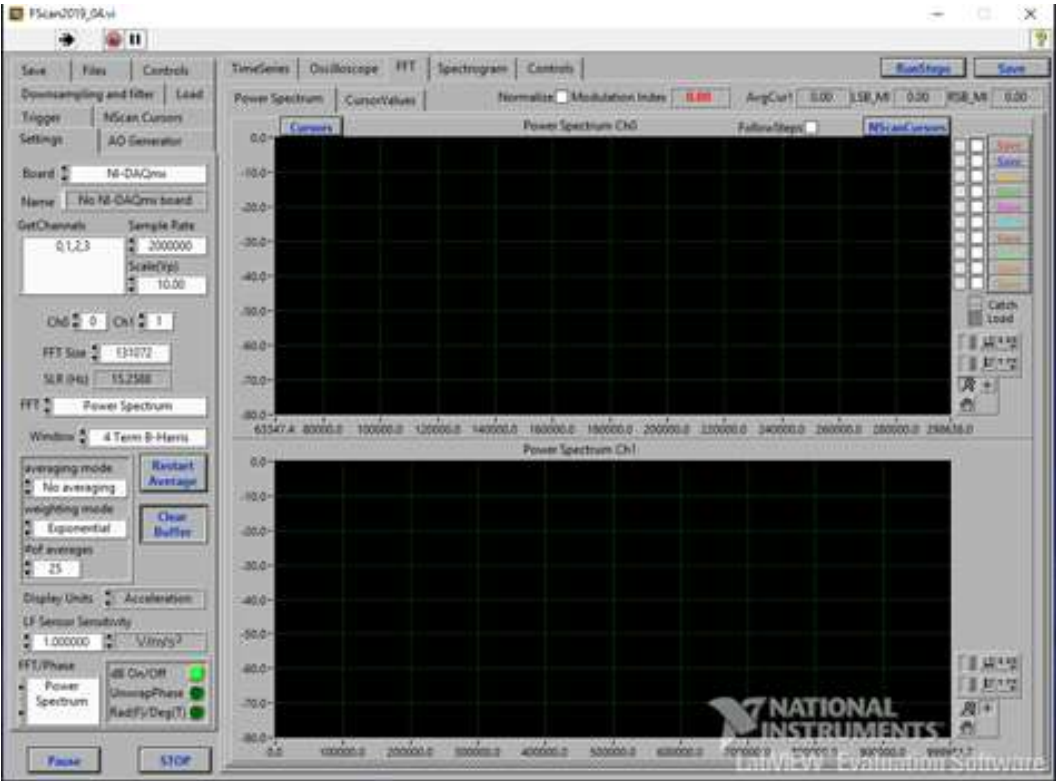 FScan2019_04.vi
Save Files Controls
Downsampling and filter Load
Trigger NScan Cursors
Settings AO Generator
Board NI-DAQmx
Name No NI-DAQmx board
GetChannels Sample Rate
0,1,2,3 2000000
Scale(Vp)
10.00
Ch0 0 Ch1 1
FFT Size 131072
SLR (Hz) 15.2588
FFT Power Spectrum
Window 4 Term B-Harris
averaging mode Restart Average
No averaging
weighting mode Clear Buffer
Exponential
#of averages
25
Display Units Acceleration
LF Sensor Sensitivity
1.000000 V/m/s²
FFT/Phase
Power Spectrum
dB On/Off
UnwrapPhase
Rad(F)/Deg(T)
Pause STOP
TimeSeries Oscilloscope FFT Spectrogram Controls RunSteps Save
Power Spectrum CursorValues Normalize Modulation Index 0.00 AvgCur1 0.00 LSB_MI 0.00 RSB_MI 0.00
Cursors Power Spectrum Ch0 FollowSteps NScanCursors
0.0
-10.0
-20.0
-30.0
-40.0
-50.0
-60.0
-70.0
-80.0
80000.0 100000.0 120000.0 140000.0 160000.0 180000.0 200000.0 220000.0 240000.0 260000.0 280000.0
Save
Save
Catch
Load
Power Spectrum Ch1
0.0
-10.0
-20.0
-30.0
-40.0
-50.0
-60.0
-70.0
-80.0
0.0 100000.0 200000.0 300000.0 400000.0 500000.0 600000.0 700000.0
NATIONAL
INSTRUMENTS
LabVIEW Evaluation Software